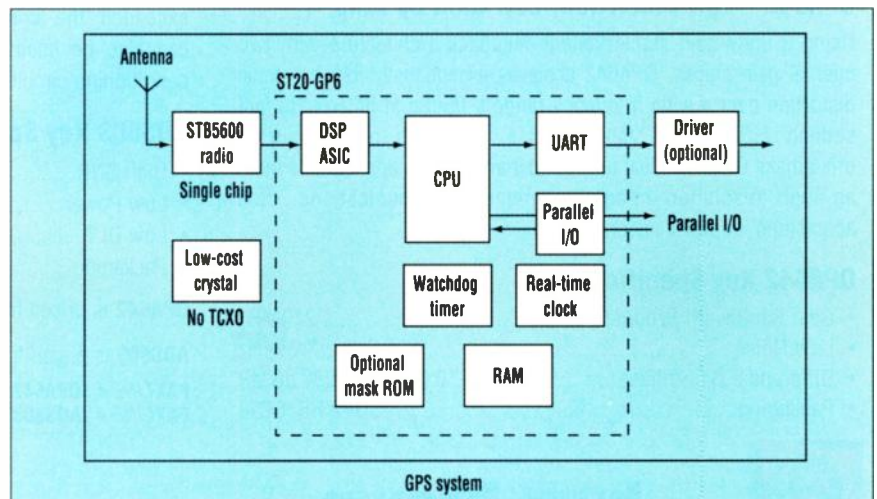 Antenna
ST20-GP6
STB5600
radio
Single chip
DSP
ASIC
CPU
UART
Driver
(optional)
Parallel
I/O
Parallel I/O
Low-cost
crystal
No TCXO
Watchdog
timer
Real-time
clock
Optional
mask ROM
RAM
GPS system